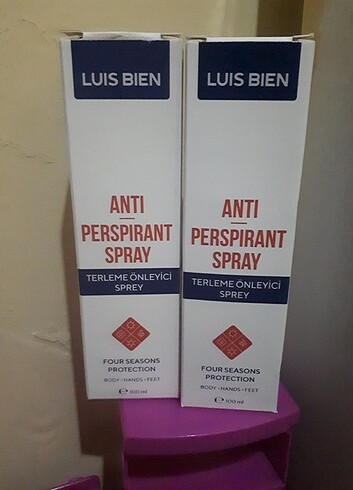 LUIS BIEN
ANTI
PERSPIRANT
SPRAY
TERLEME ÖNLEYİCİ
SPREY
FOUR SEASONS
PROTECTION
BODY - HANDS - FEET
℮ 100 ml
LUIS BIEN
ANTI
PERSPIRANT
SPRAY
TERLEME ÖNLEYİCİ
SPREY
FOUR SEASONS
PROTECTION
BODY - HANDS - FEET
℮ 100 ml